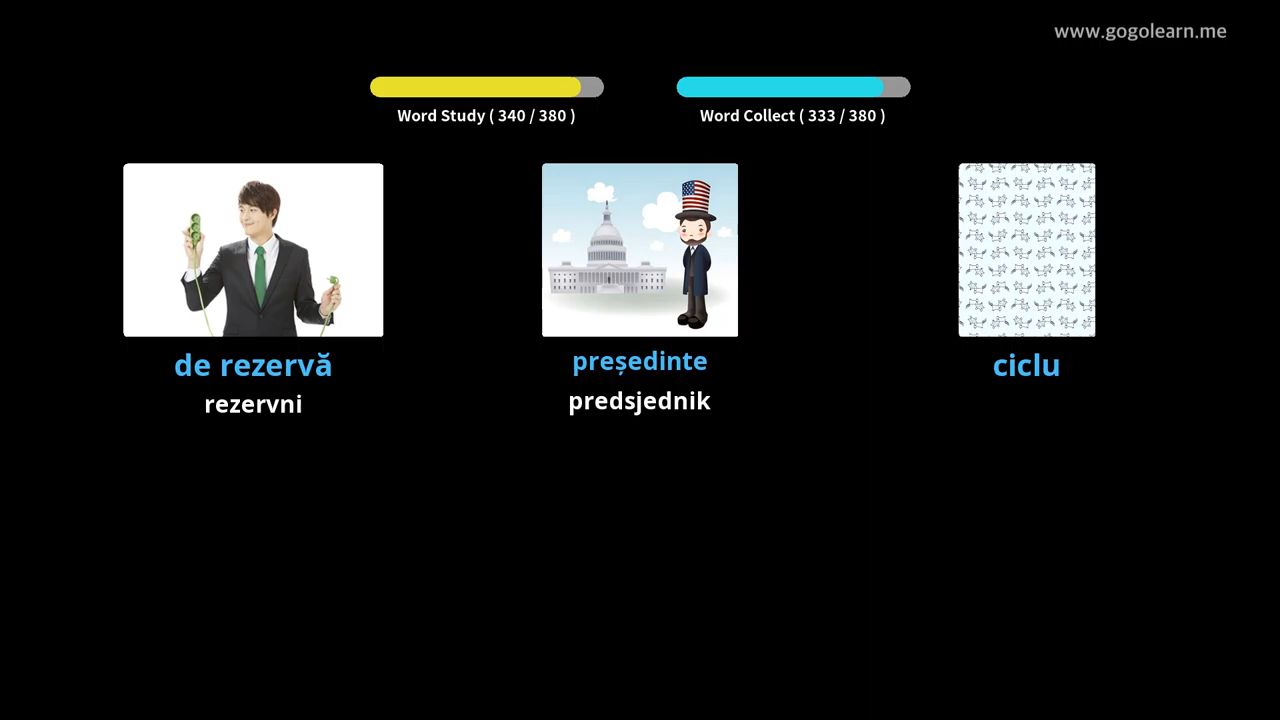 www.gogolearn.me
Word Study ( 340 / 380 )
Word Collect ( 333 / 380 )
de rezervă
rezervni
președinte
predsjednik
ciclu